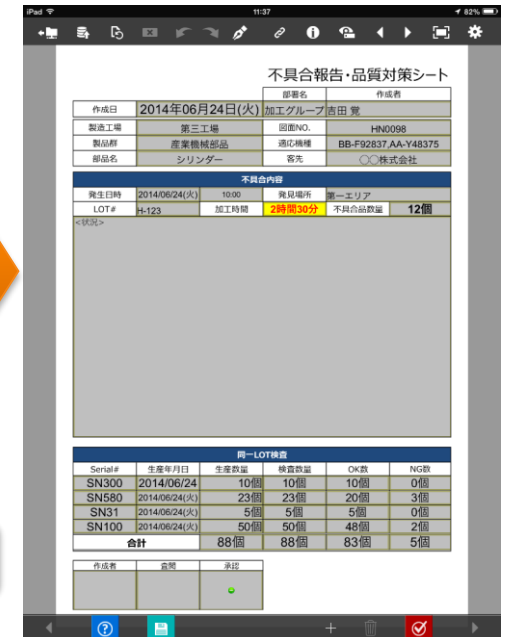 iPad 11:37 82%
不具合報告・品質対策シート
部署名 作成者
作成日 2014年06月24日(火) 加工グループ 吉田 覚
製造工場 第三工場 図面NO. HN0098
製品群 産業機械部品 適応機種 BB-F92837,AA-Y48375
部品名 シリンダー 客先 〇〇株式会社
不具合内容
発生日時 2014/06/24(火) 10:00 発見場所 第一エリア
LOT# H-123 加工時間 2時間30分 不具合品数量 12個
<状況>
同一LOT検査
Serial# 生産年月日 生産数量 検査数量 OK数 NG数
SN300 2014/06/24 10個 10個 10個 0個
SN580 2014/06/24(火) 23個 23個 20個 3個
SN31 2014/06/24(火) 5個 5個 5個 0個
SN100 2014/06/24(火) 50個 50個 48個 2個
合計 88個 88個 83個 5個
作成者 査閲 承認